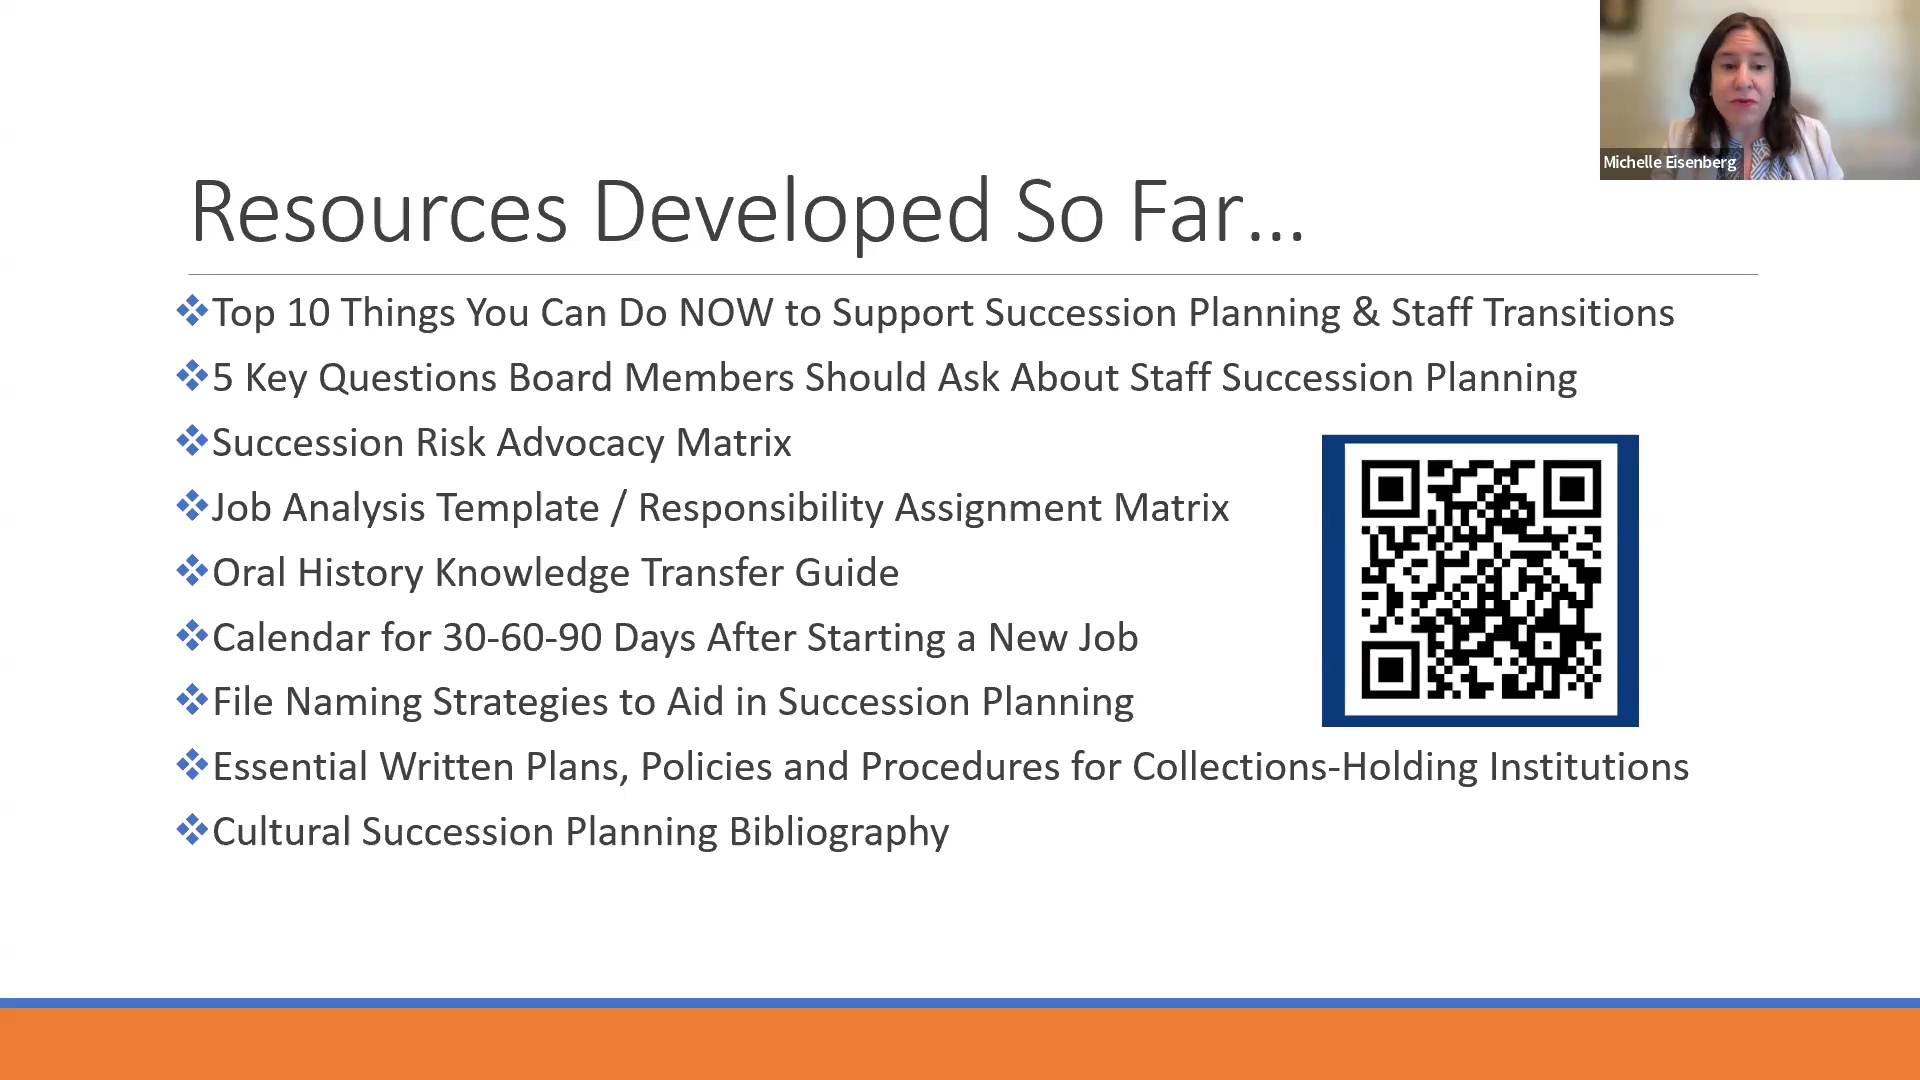 Michelle Eisenberg
Resources Developed So Far...
Top 10 Things You Can Do NOW to Support Succession Planning & Staff Transitions
5 Key Questions Board Members Should Ask About Staff Succession Planning
Succession Risk Advocacy Matrix
Job Analysis Template / Responsibility Assignment Matrix
Oral History Knowledge Transfer Guide
Calendar for 30-60-90 Days After Starting a New Job
File Naming Strategies to Aid in Succession Planning
Essential Written Plans, Policies and Procedures for Collections-Holding Institutions
Cultural Succession Planning Bibliography